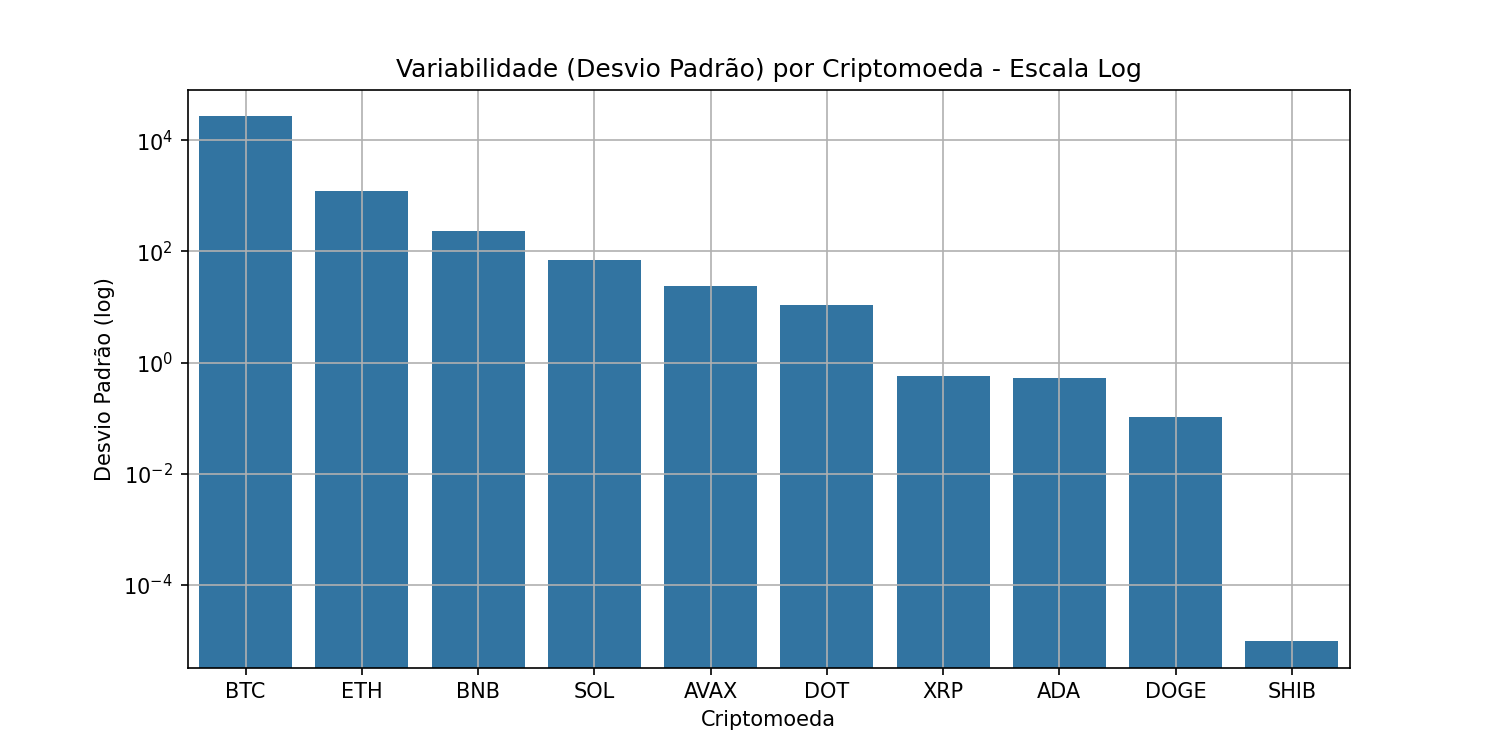 Variabilidade (Desvio Padrão) por Criptomoeda - Escala Log
Desvio Padrão (log)
10⁴
10²
10⁰
10⁻²
10⁻⁴
BTC ETH BNB SOL AVAX DOT XRP ADA DOGE SHIB
Criptomoeda